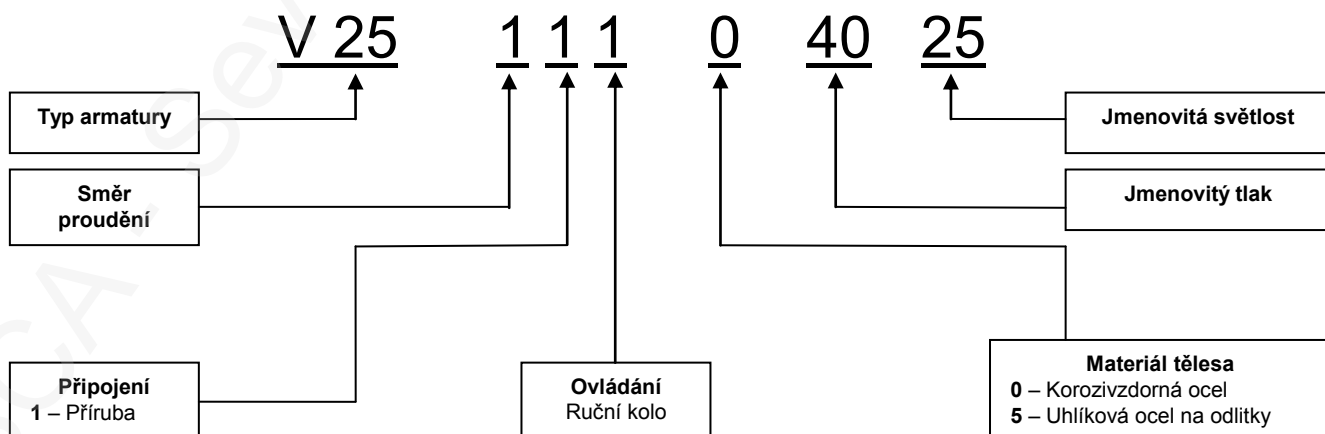 V 25 1 1 1 0 40 25
Typ armatury
Jmenovitá světlost
Směr
proudění
Jmenovitý tlak
Připojení
1 – Příruba
Ovládání
Ruční kolo
Materiál tělesa
0 – Korozivzdorná ocel
5 – Uhlíková ocel na odlitky